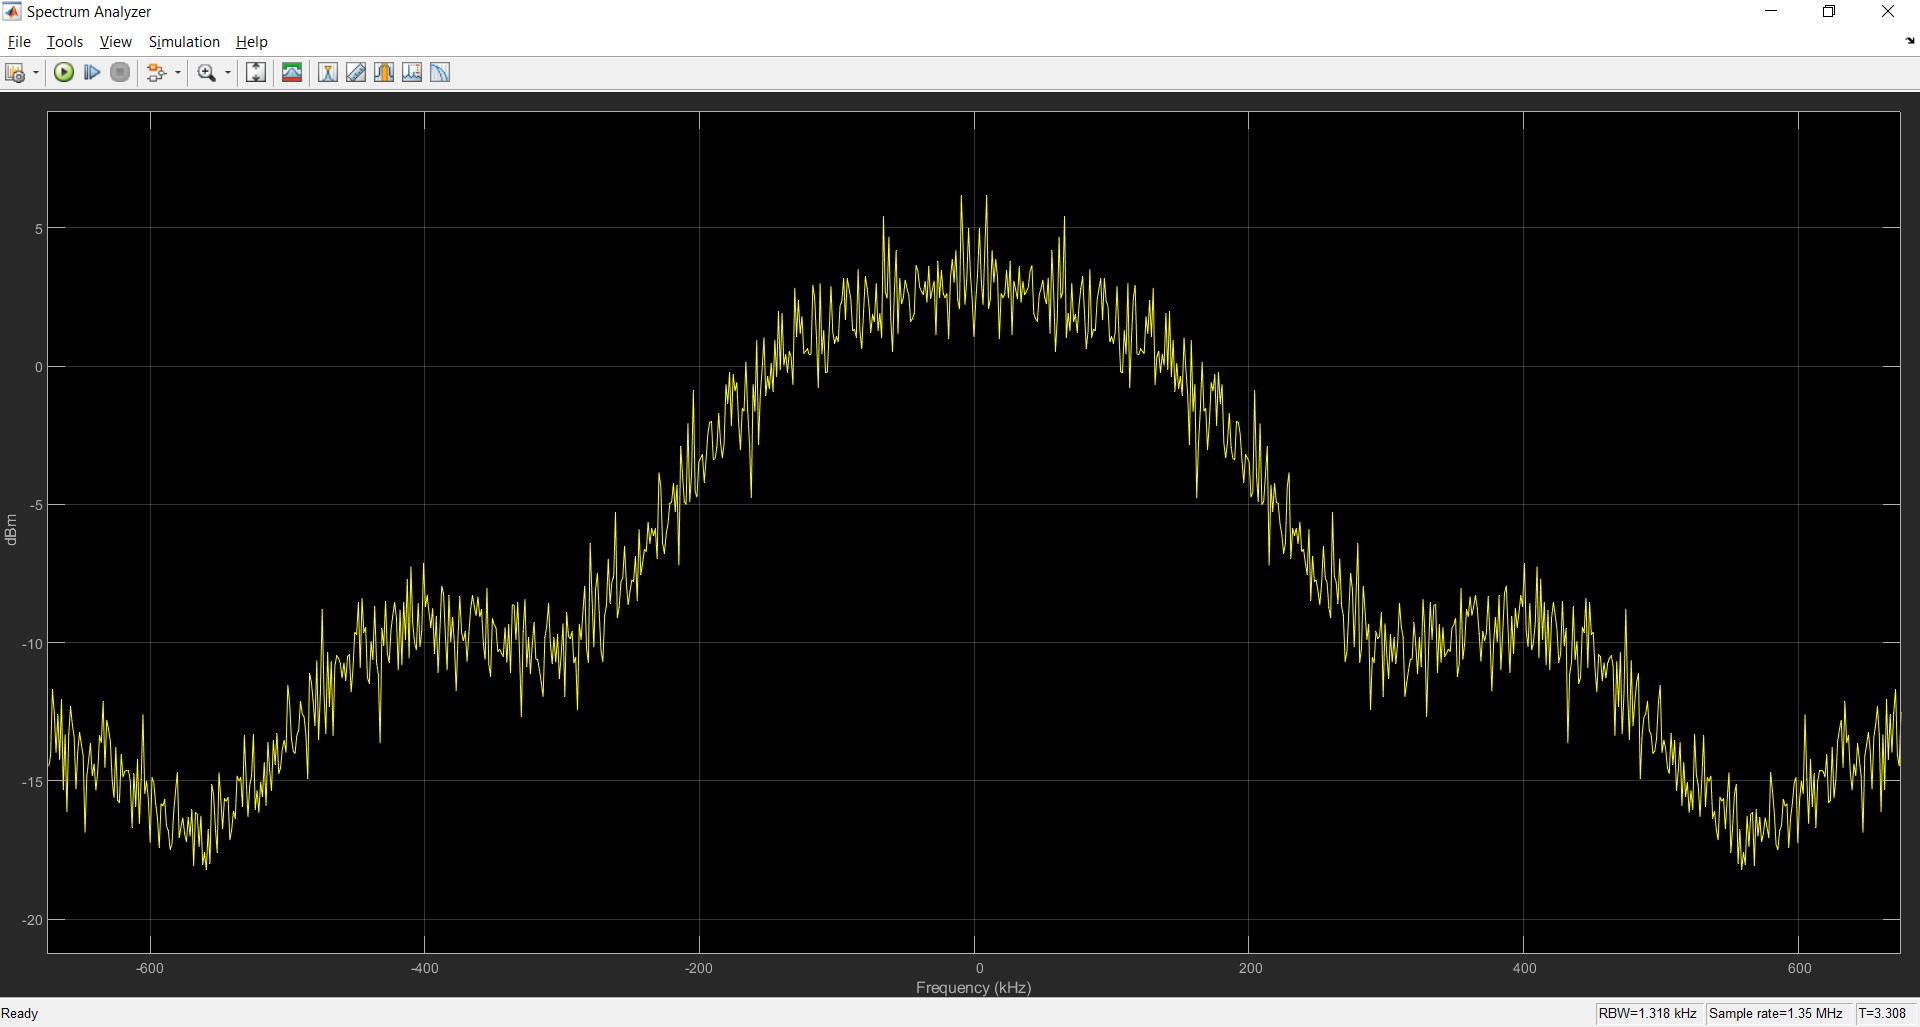 Spectrum Analyzer
File Tools View Simulation Help
5
0
-5
-10
-15
-20
dBm
-600 -400 -200 0 200 400 600
Frequency (kHz)
Ready RBW=1.318 kHz Sample rate=1.35 MHz T=3.308